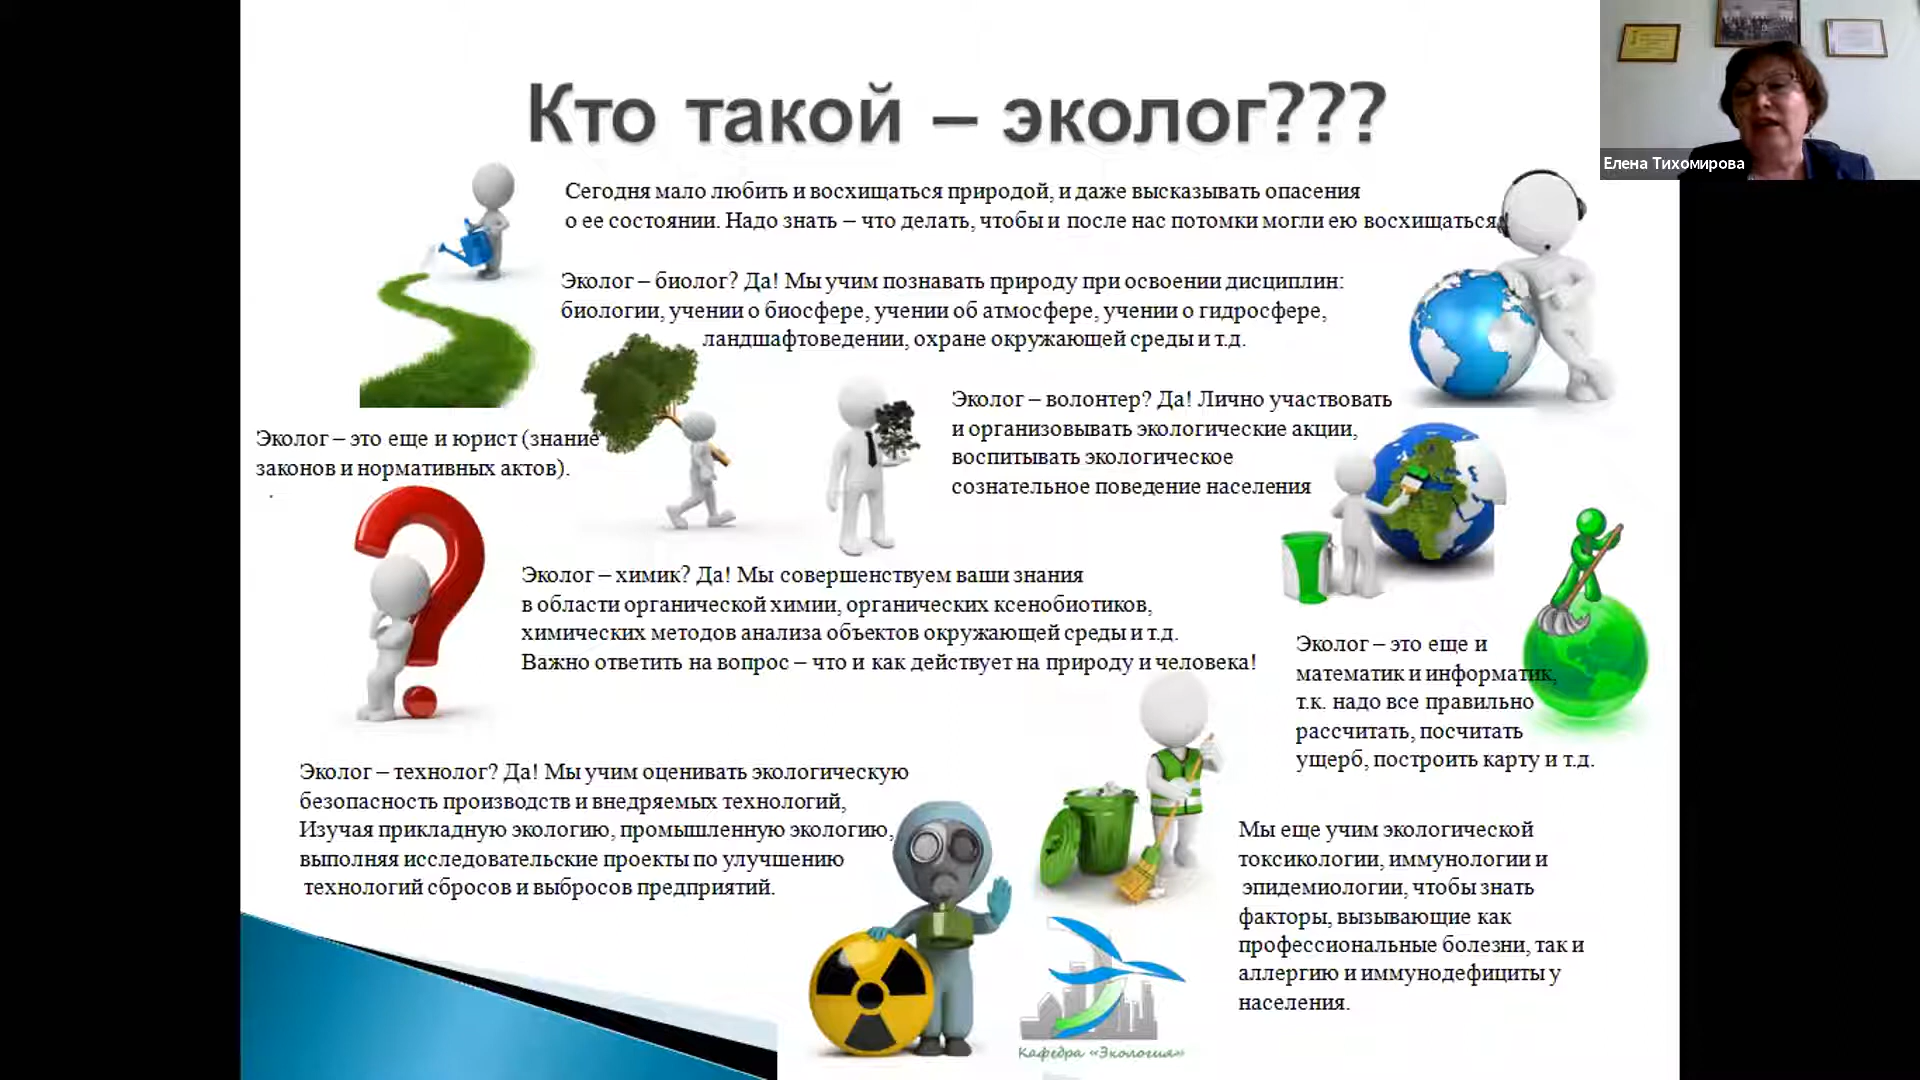 Кто такой – эколог???
Елена Тихомирова
Сегодня мало любить и восхищаться природой, и даже высказывать опасения
о ее состоянии. Надо знать – что делать, чтобы и после нас потомки могли ею восхищаться.
Эколог – биолог? Да! Мы учим познавать природу при освоении дисциплин:
биологии, учении о биосфере, учении об атмосфере, учении о гидросфере,
ландшафтоведении, охране окружающей среды и т.д.
Эколог – волонтер? Да! Лично участвовать
и организовывать экологические акции,
воспитывать экологическое
сознательное поведение населения
Эколог – это еще и юрист (знание
законов и нормативных актов).
.
Эколог – химик? Да! Мы совершенствуем ваши знания
в области органической химии, органических ксенобиотиков,
химических методов анализа объектов окружающей среды и т.д.
Важно ответить на вопрос – что и как действует на природу и человека!
Эколог – это еще и
математик и информатик,
т.к. надо все правильно
рассчитать, посчитать
ущерб, построить карту и т.д.
Эколог – технолог? Да! Мы учим оценивать экологическую
безопасность производств и внедряемых технологий,
Изучая прикладную экологию, промышленную экологию,
выполняя исследовательские проекты по улучшению
технологий сбросов и выбросов предприятий.
Мы еще учим экологической
токсикологии, иммунологии и
эпидемиологии, чтобы знать
факторы, вызывающие как
профессиональные болезни, так и
аллергию и иммунодефициты у
населения.
Кафедра «Экология»